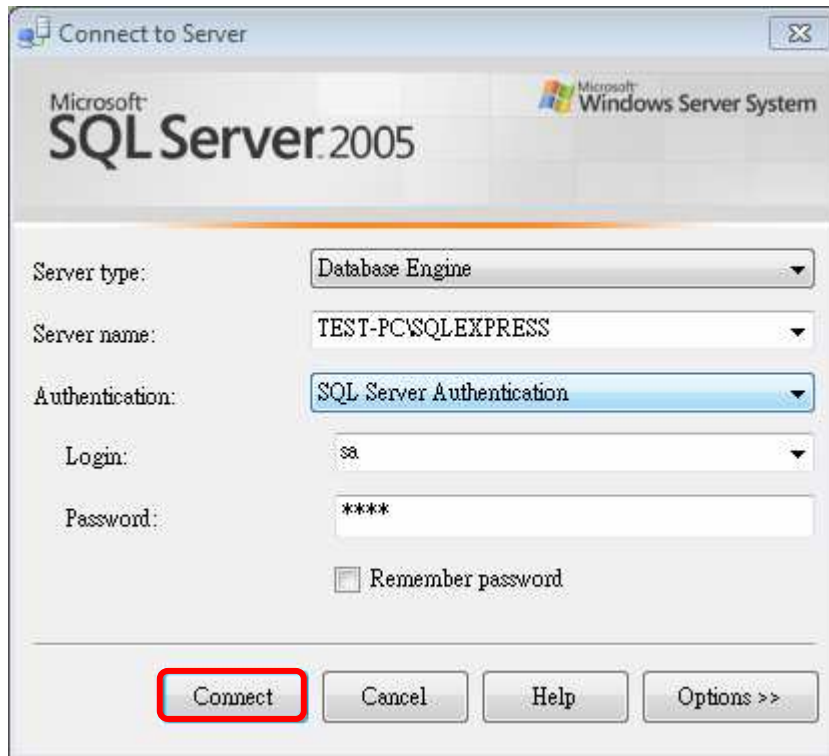 Connect to Server
Microsoft
Windows Server System
Microsoft
SQL Server 2005
Server type:
Database Engine
Server name:
TEST-PC\SQLEXPRESS
Authentication:
SQL Server Authentication
Login:
sa
Password:
****
Remember password
Connect
Cancel
Help
Options >>